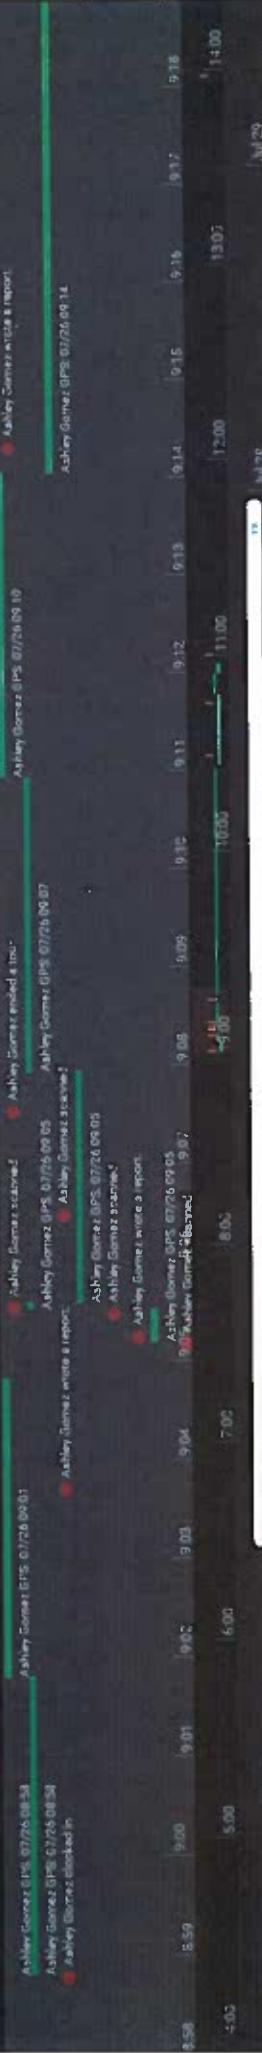 Ashley Gomez wrote a report
Ashley Gomez GPS: 07/26 09:10
Ashley Gomez GPS: 07/26 09:14
Ashley Gomez ended a tour
Ashley Gomez GPS: 07/26 09:07
Ashley Gomez scanned
Ashley Gomez GPS: 07/26 09:05
Ashley Gomez scanned
Ashley Gomez GPS: 07/26 09:05
Ashley Gomez scanned
Ashley Gomez wrote a report
Ashley Gomez GPS: 07/26 09:05
Ashley Gomez scanned
Ashley Gomez GPS: 07/26 09:01
Ashley Gomez wrote a report
Ashley Gomez GPS: 07/26 08:58
Ashley Gomez GPS: 07/26 08:58
Ashley Gomez clocked in
8:58 8:59 9:00 9:01 9:02 9:03 9:04 9:07 9:08 9:09 9:10 9:11 9:12 9:13 9:14 9:15 9:16 9:17 9:18
4:00 5:00 6:00 7:00 8:00 9:00 10:00 11:00 12:00 13:00 14:00
Jul 28 Jul 29